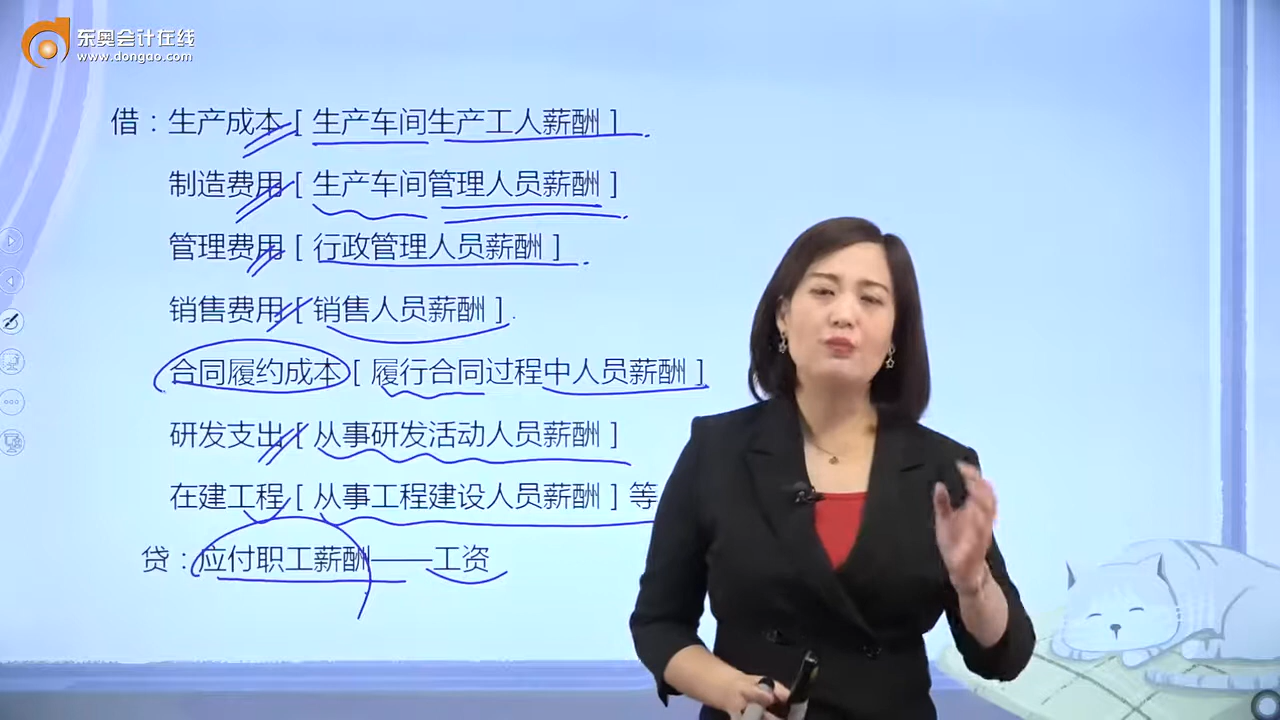 东奥会计在线
www.dongao.com
借：生产成本[生产车间生产工人薪酬]
制造费用[生产车间管理人员薪酬]
管理费用[行政管理人员薪酬]
销售费用[销售人员薪酬]
合同履约成本[履行合同过程中人员薪酬]
研发支出[从事研发活动人员薪酬]
在建工程[从事工程建设人员薪酬]等
贷：应付职工薪酬——工资